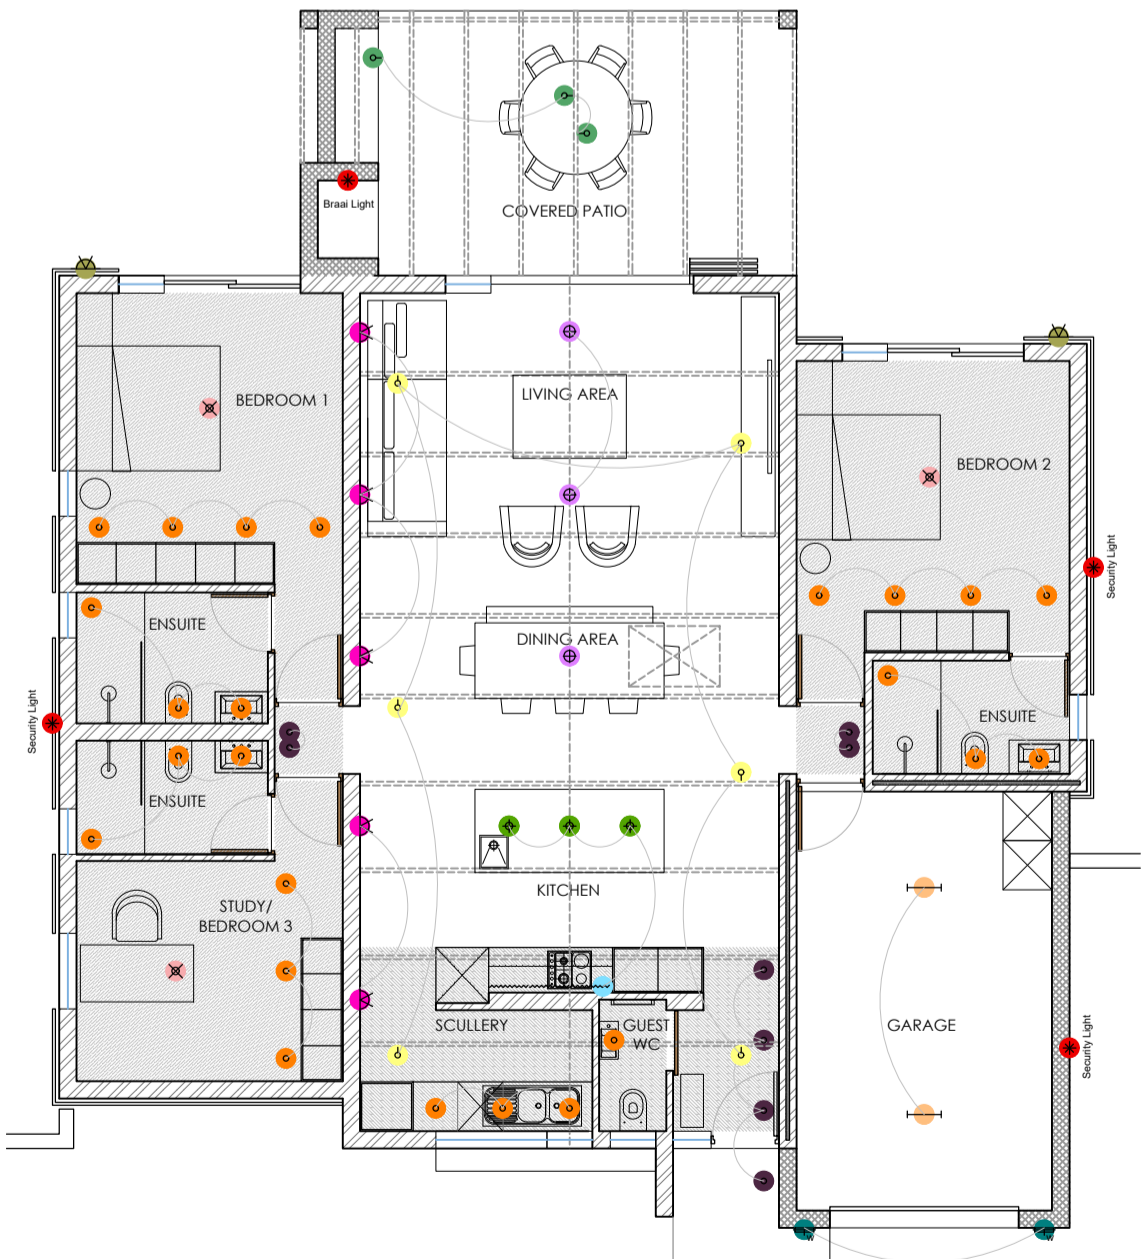 Braai Light
COVERED PATIO
BEDROOM 1
LIVING AREA
BEDROOM 2
Security Light
ENSUITE
DINING AREA
Security Light
ENSUITE
ENSUITE
KITCHEN
STUDY/
BEDROOM 3
SCULLERY
GUEST
WC
GARAGE
Security Light